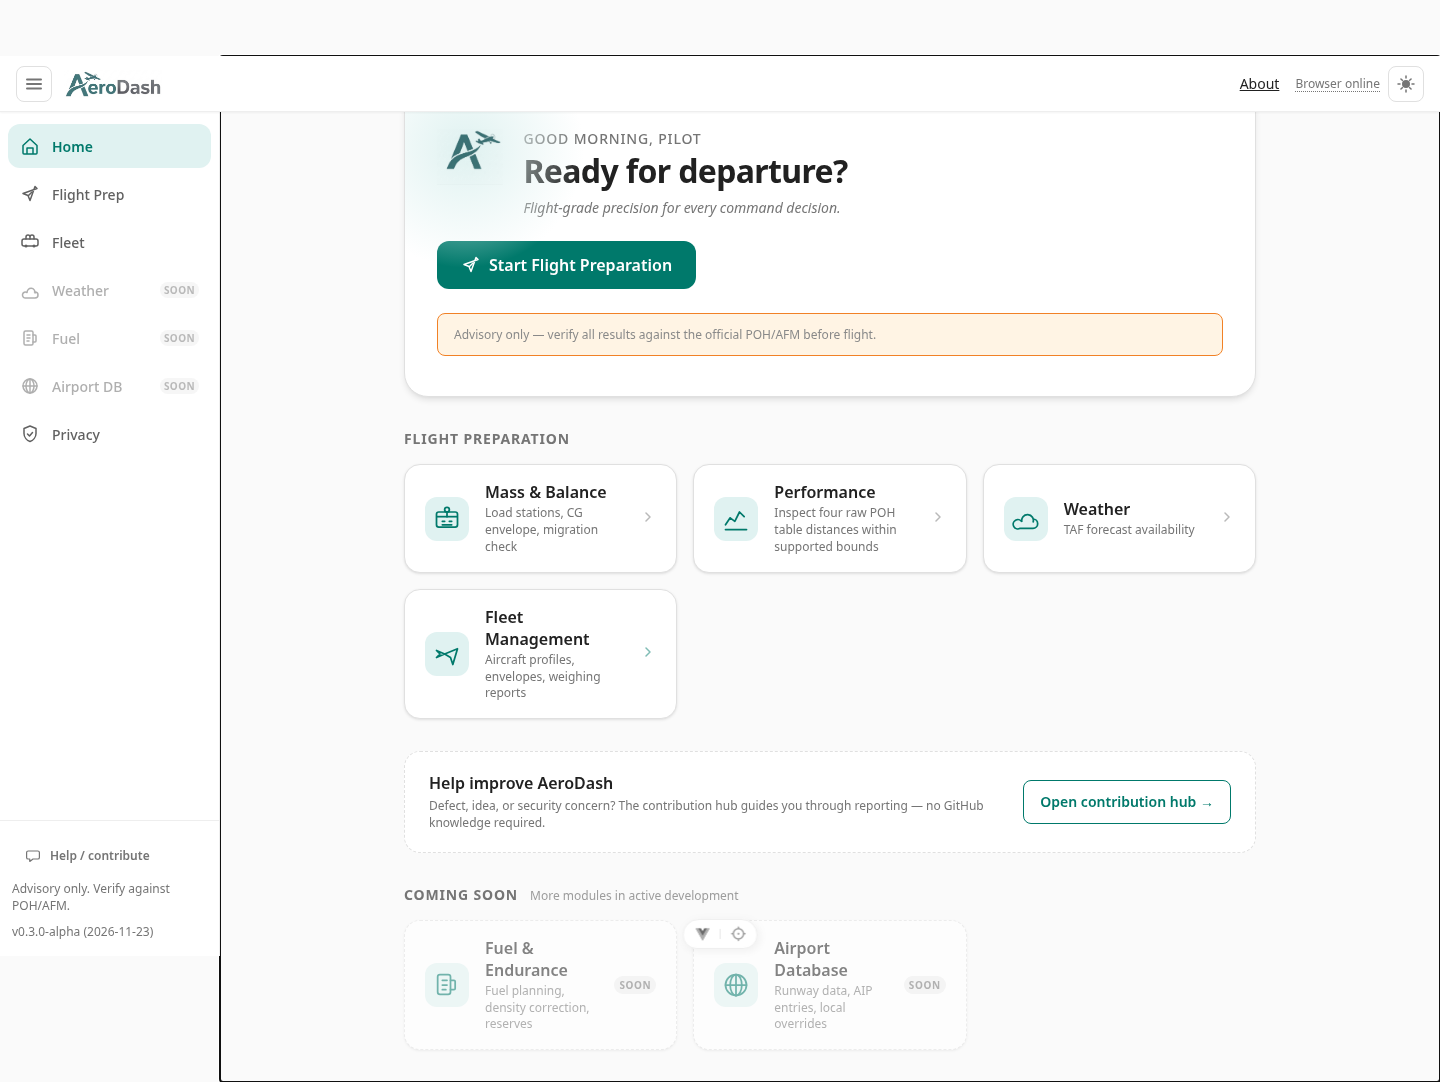 AeroDash
About
Browser online
Home
Flight Prep
Fleet
Weather SOON
Fuel SOON
Airport DB SOON
Privacy
Help / contribute
Advisory only. Verify against
POH/AFM.
v0.3.0-alpha (2026-11-23)
GOOD MORNING, PILOT
Ready for departure?
Flight-grade precision for every command decision.
Start Flight Preparation
Advisory only — verify all results against the official POH/AFM before flight.
FLIGHT PREPARATION
Mass & Balance
Load stations, CG
envelope, migration
check
Performance
Inspect four raw POH
table distances within
supported bounds
Weather
TAF forecast availability
Fleet
Management
Aircraft profiles,
envelopes, weighing
reports
Help improve AeroDash
Defect, idea, or security concern? The contribution hub guides you through reporting — no GitHub
knowledge required.
Open contribution hub →
COMING SOON More modules in active development
Fuel &
Endurance
Fuel planning,
density correction,
reserves
SOON
Airport
Database
Runway data, AIP
entries, local
overrides
SOON